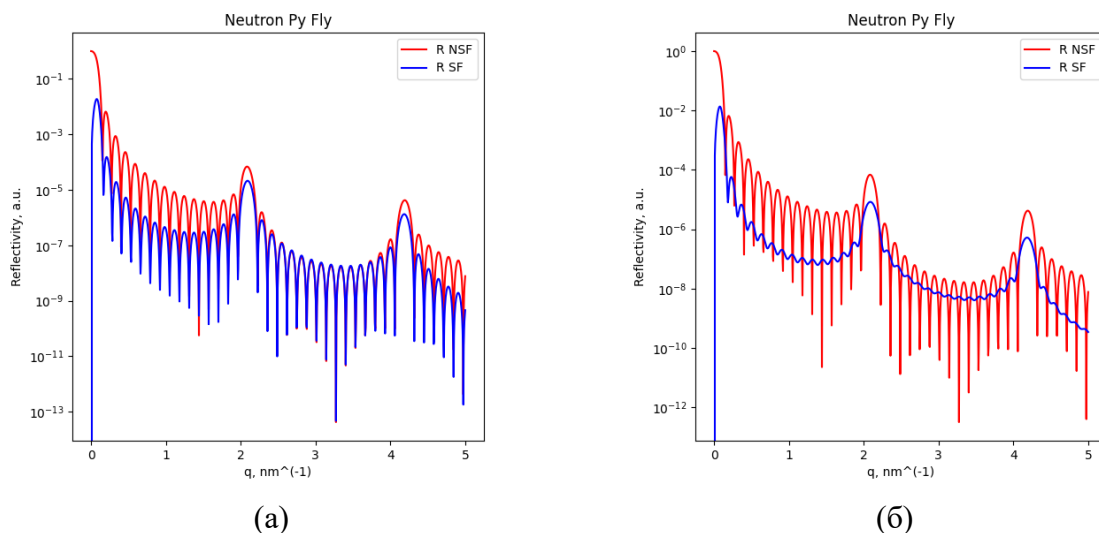 Neutron Py Fly
R NSF
R SF
Reflectivity, a.u.
10^-1
10^-3
10^-5
10^-7
10^-9
10^-11
10^-13
0 1 2 3 4 5
q, nm^(-1)
(а)
Neutron Py Fly
R NSF
R SF
Reflectivity, a.u.
10^0
10^-2
10^-4
10^-6
10^-8
10^-10
10^-12
0 1 2 3 4 5
q, nm^(-1)
(б)